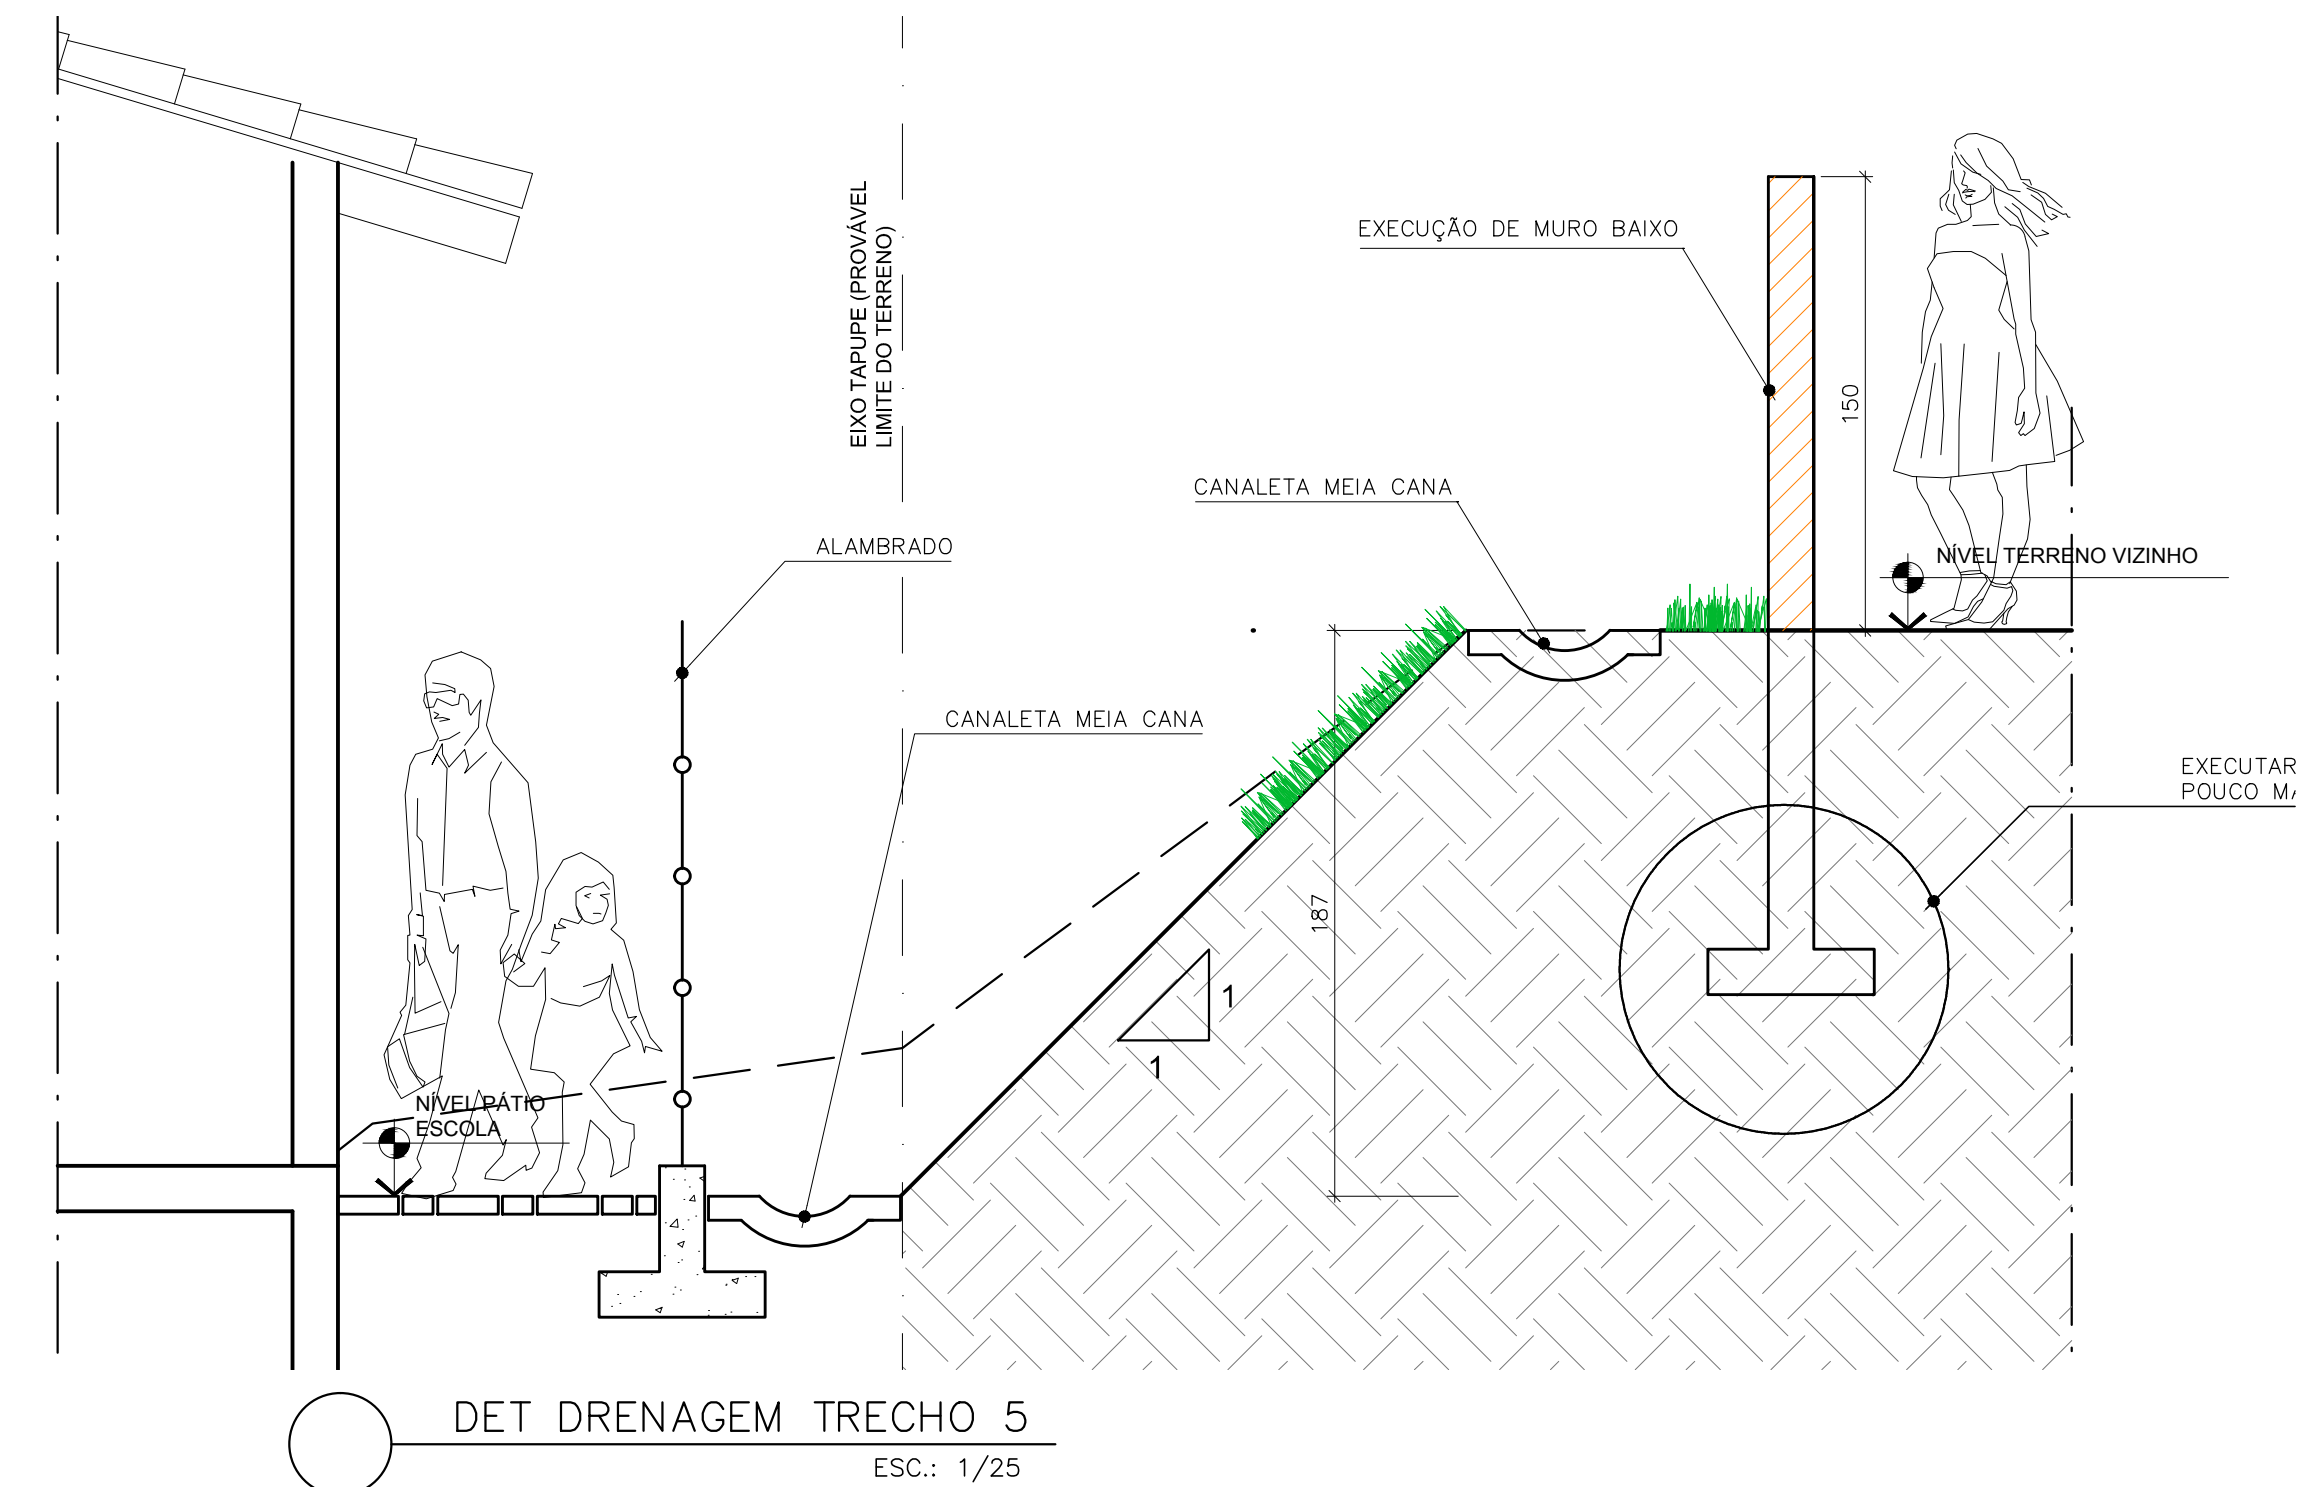 EIXO TAPUPE (PROVÁVEL
LIMITE DO TERRENO)
EXECUÇÃO DE MURO BAIXO
150
CANALETA MEIA CANA
ALAMBRADO
NÍVEL TERRENO VIZINHO
CANALETA MEIA CANA
EXECUTAR
POUCO
187
1
1
NÍVEL PÁTIO
ESCOLA
DET DRENAGEM TRECHO 5
ESC.: 1/25